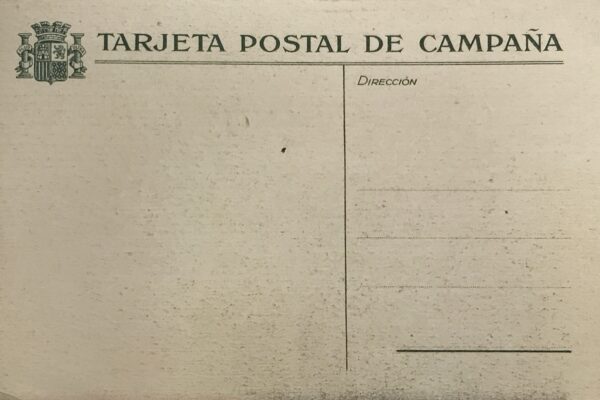 TARJETA POSTAL DE CAMPAÑA
DIRECCIÓN